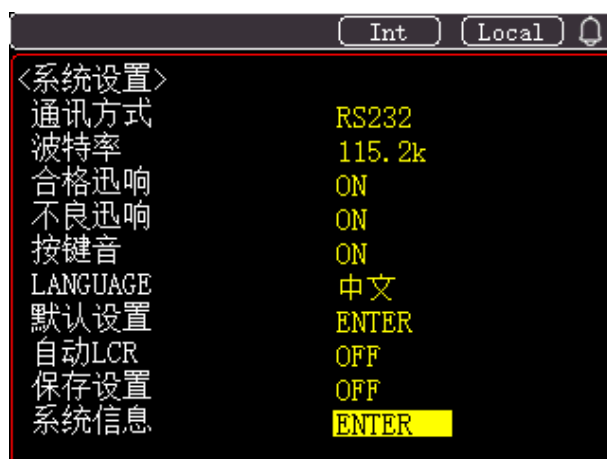 Int Local
<系统设置>
通讯方式 RS232
波特率 115.2k
合格迅响 ON
不良迅响 ON
按键音 ON
LANGUAGE 中文
默认设置 ENTER
自动LCR OFF
保存设置 OFF
系统信息 ENTER